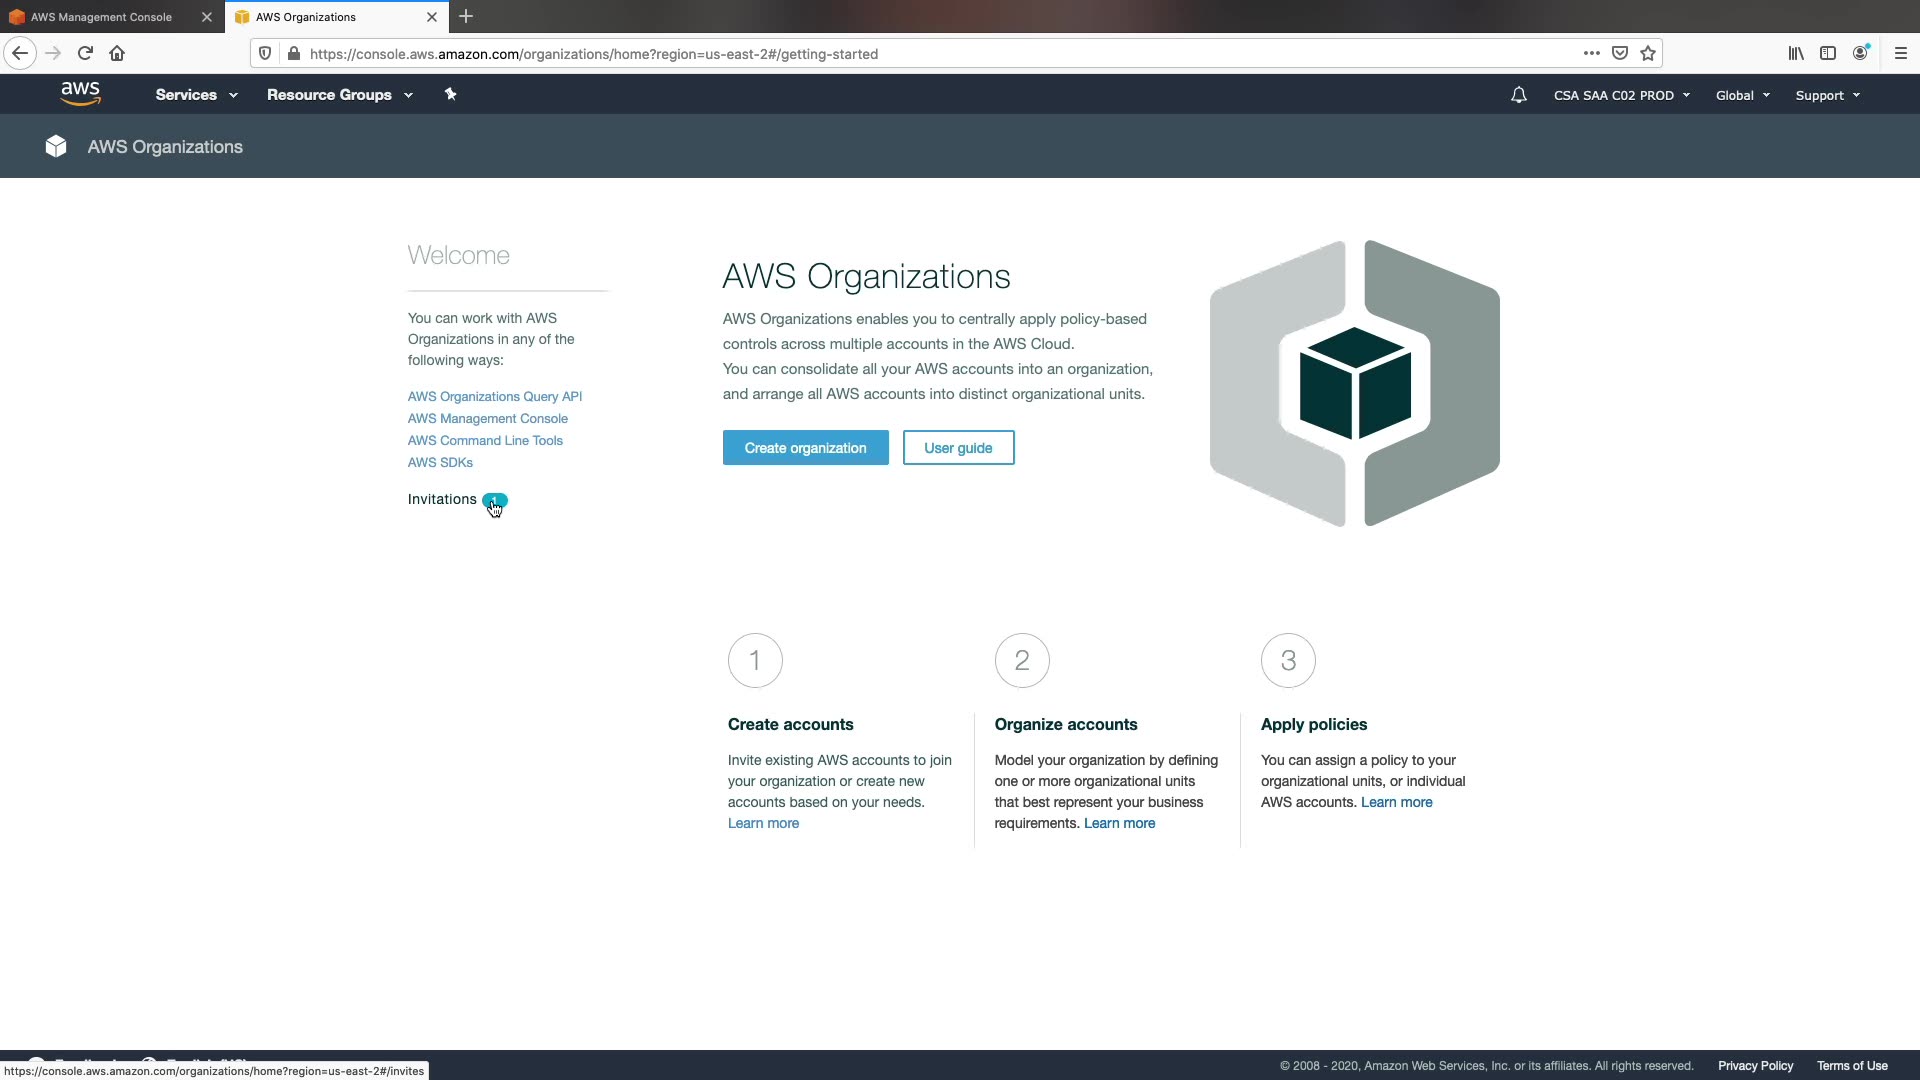 AWS Management Console
AWS Organizations
https://console.aws.amazon.com/organizations/home?region=us-east-2#/getting-started
aws
Services
Resource Groups
CSA SAA C02 PROD
Global
Support
AWS Organizations
Welcome
You can work with AWS
Organizations in any of the
following ways:
AWS Organizations Query API
AWS Management Console
AWS Command Line Tools
AWS SDKs
Invitations
AWS Organizations
AWS Organizations enables you to centrally apply policy-based
controls across multiple accounts in the AWS Cloud.
You can consolidate all your AWS accounts into an organization,
and arrange all AWS accounts into distinct organizational units.
Create organization
User guide
1
Create accounts
Invite existing AWS accounts to join
your organization or create new
accounts based on your needs.
Learn more
2
Organize accounts
Model your organization by defining
one or more organizational units
that best represent your business
requirements. Learn more
3
Apply policies
You can assign a policy to your
organizational units, or individual
AWS accounts. Learn more
https://console.aws.amazon.com/organizations/home?region=us-east-2#/invites
© 2008 - 2020, Amazon Web Services, Inc. or its affiliates. All rights reserved.
Privacy Policy
Terms of Use